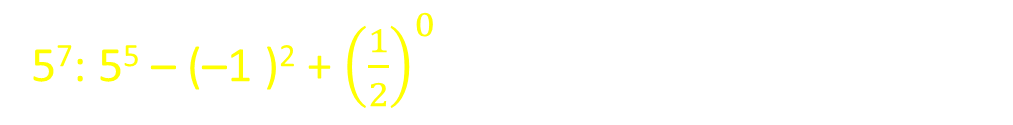 5⁷: 5⁵ – (–1 )² + (1/2)⁰